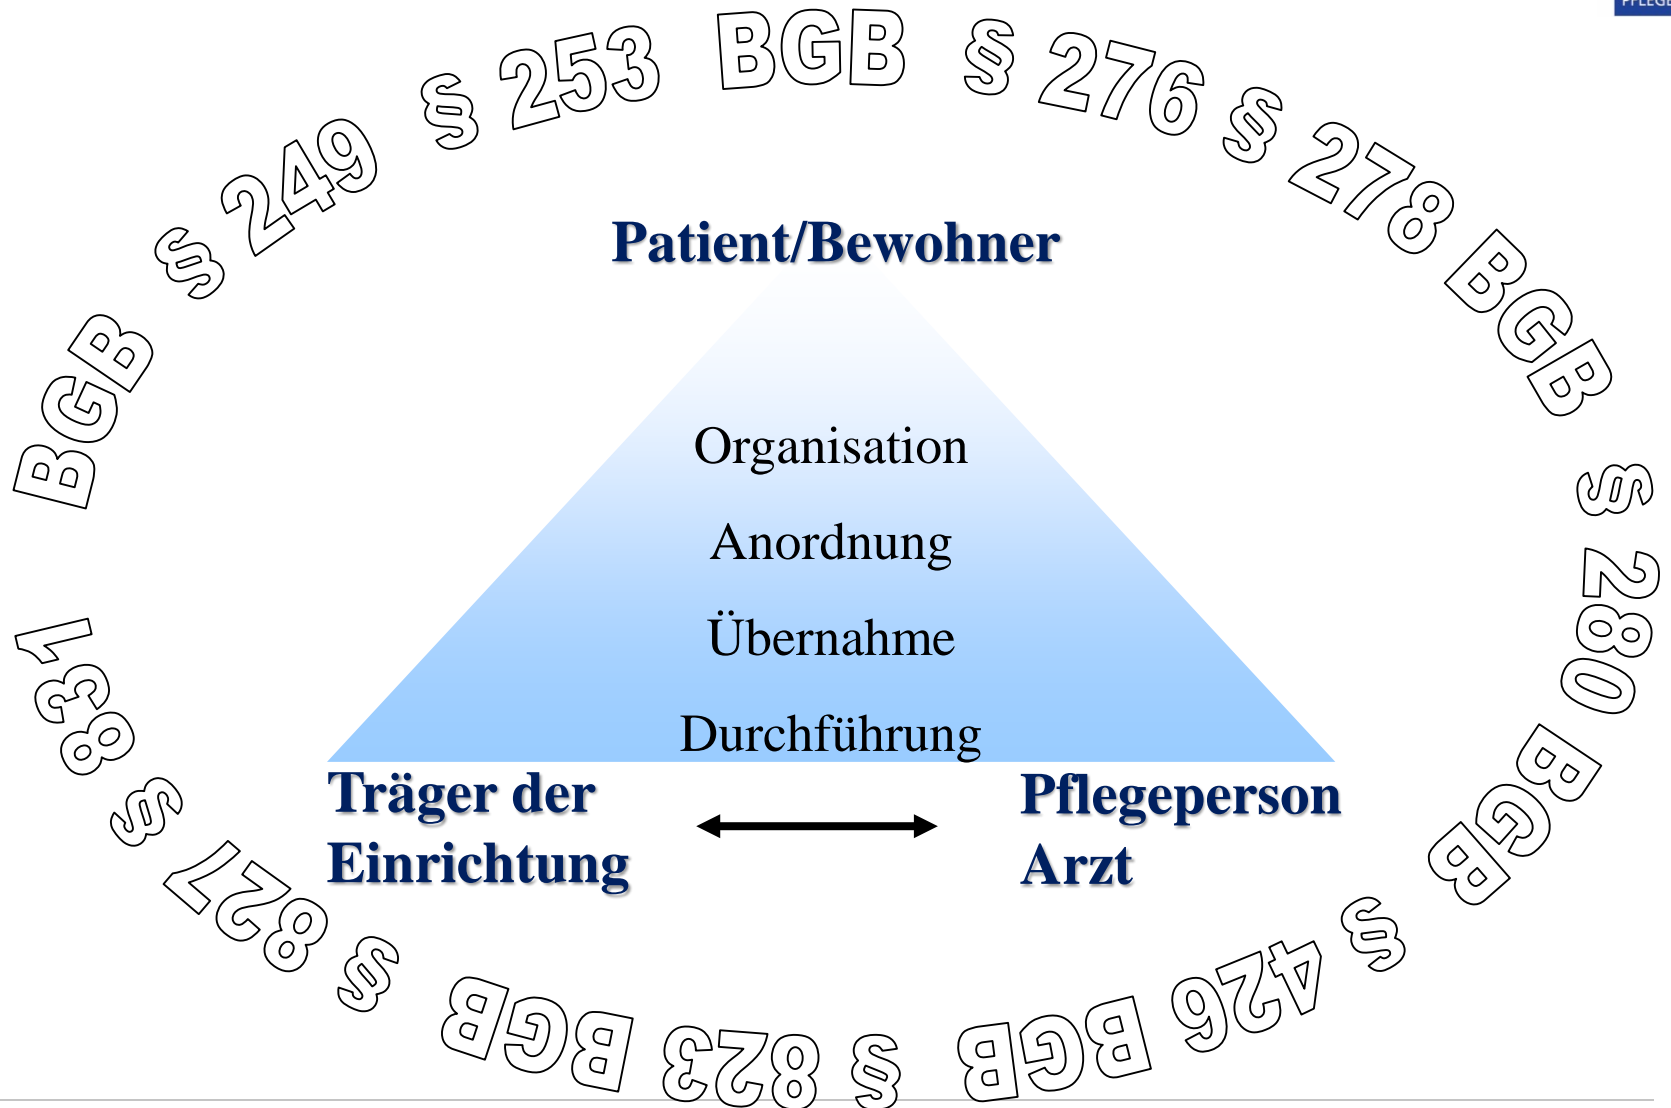 BGB § 249 § 253 BGB § 276 § 278 BGB § 280 BGB § 426 BGB § 823 BGB § 827 § 831
Patient/Bewohner
Organisation
Anordnung
Übernahme
Durchführung
Träger der
Einrichtung
Pflegeperson
Arzt